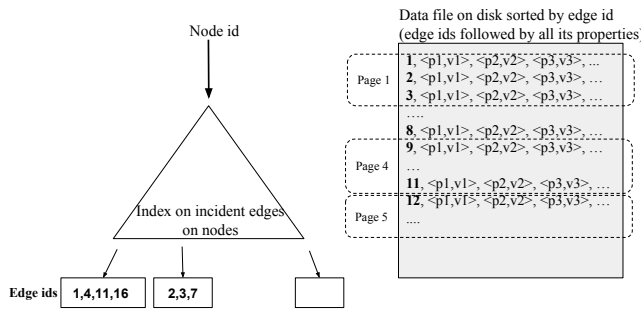 Data file on disk sorted by edge id
(edge ids followed by all its properties)
Node id
Page 1
1, <p1,v1>, <p2,v2>, <p3,v3>, ...
2, <p1,v1>, <p2,v2>, <p3,v3>, …
3, <p1,v1>, <p2,v2>, <p3,v3>, …
….
8, <p1,v1>, <p2,v2>, <p3,v3>, …
Page 4
9, <p1,v1>, <p2,v2>, <p3,v3>, …
…
11, <p1,v1>, <p2,v2>, <p3,v3>, …
Page 5
12, <p1,v1>, <p2,v2>, <p3,v3>, …
....
Index on incident edges
on nodes
Edge ids
1,4,11,16
2,3,7